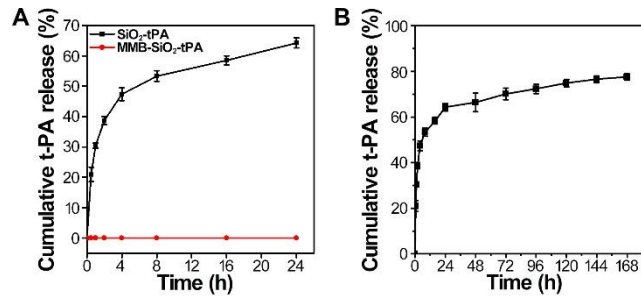 A
SiO₂-tPA
MMB-SiO₂-tPA
Cumulative t-PA release (%)
70
60
50
40
30
20
10
0
0 4 8 12 16 20 24
Time (h)
B
Cumulative t-PA release (%)
100
80
60
40
20
0
0 24 48 72 96 120 144 168
Time (h)